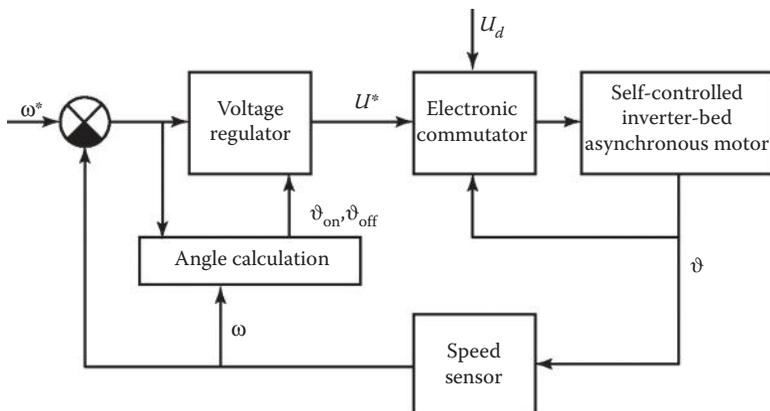 U_d
ω*
Voltage
regulator
U*
Electronic
commutator
Self-controlled
inverter-bed
asynchronous motor
ϑ_on,ϑ_off
Angle calculation
ϑ
ω
Speed
sensor